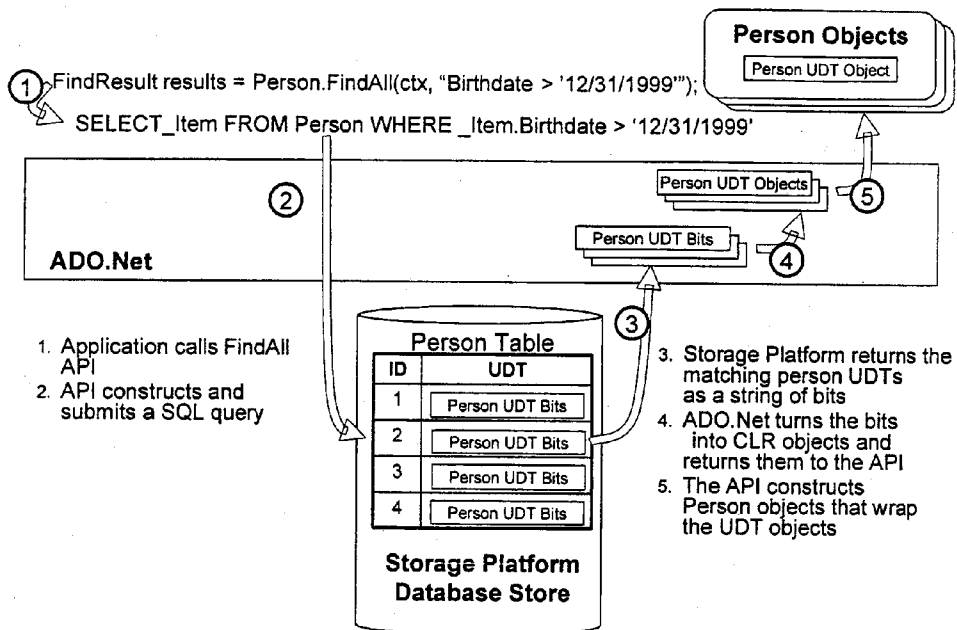 Person Objects
Person UDT Object
1
FindResult results = Person.FindAll(ctx, “Birthdate > '12/31/1999'”);
SELECT_Item FROM Person WHERE _Item.Birthdate > '12/31/1999'
2
Person UDT Objects
5
Person UDT Bits
4
ADO.Net
3
1. Application calls FindAll
API
2. API constructs and
submits a SQL query
Person Table
ID UDT
1 Person UDT Bits
2 Person UDT Bits
3 Person UDT Bits
4 Person UDT Bits
Storage Platform
Database Store
3. Storage Platform returns the
matching person UDTs
as a string of bits
4. ADO.Net turns the bits
into CLR objects and
returns them to the API
5. The API constructs
Person objects that wrap
the UDT objects